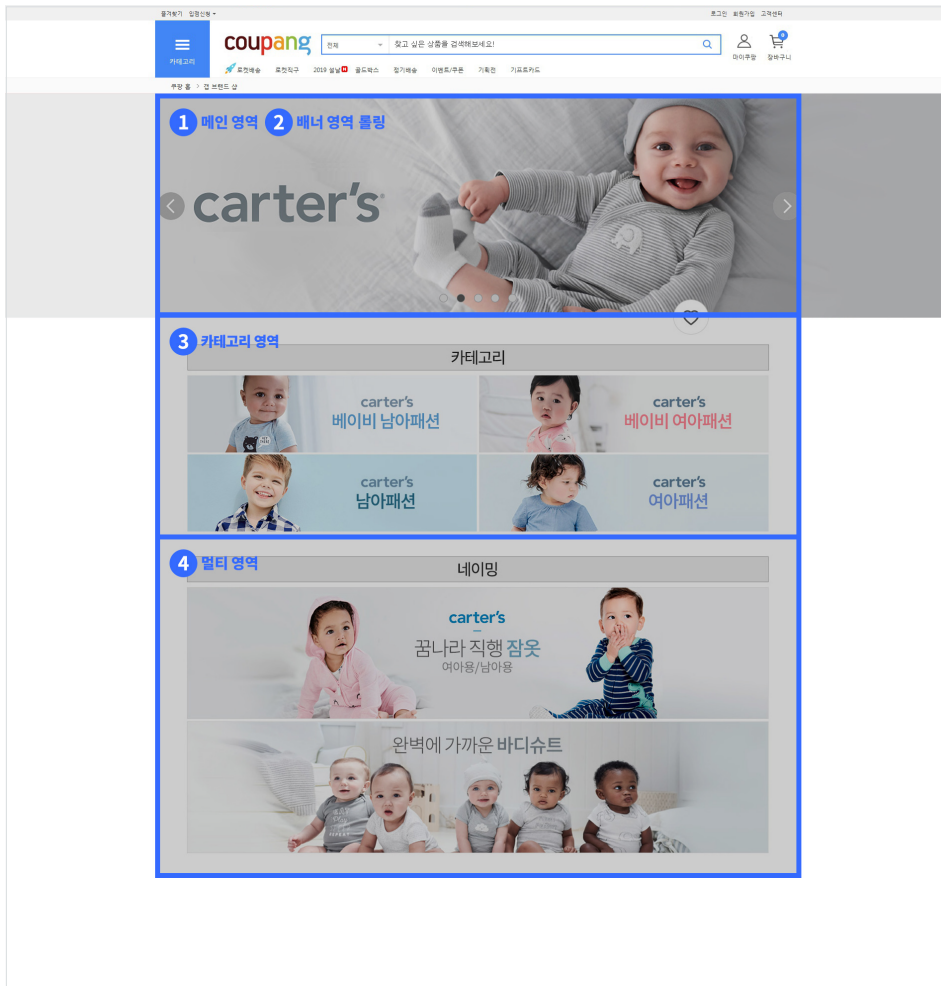 즐겨찾기 입점신청
로그인 회원가입 고객센터
카테고리
coupang
전체
찾고 싶은 상품을 검색해보세요!
마이쿠팡
0
장바구니
로켓배송 로켓직구 2019 설날 H 골드박스 정기배송 이벤트/쿠폰 기획전 기프트카드
쿠팡 홈 > 갭 브랜드 샵
1 메인 영역 2 배너 영역 롤링
carter's
3 카테고리 영역
카테고리
carter's
베이비 남아패션
carter's
베이비 여아패션
carter's
남아패션
carter's
여아패션
4 멀티 영역
네이밍
carter's
꿈나라 직행 잠옷
여아용/남아용
완벽에 가까운 바디슈트